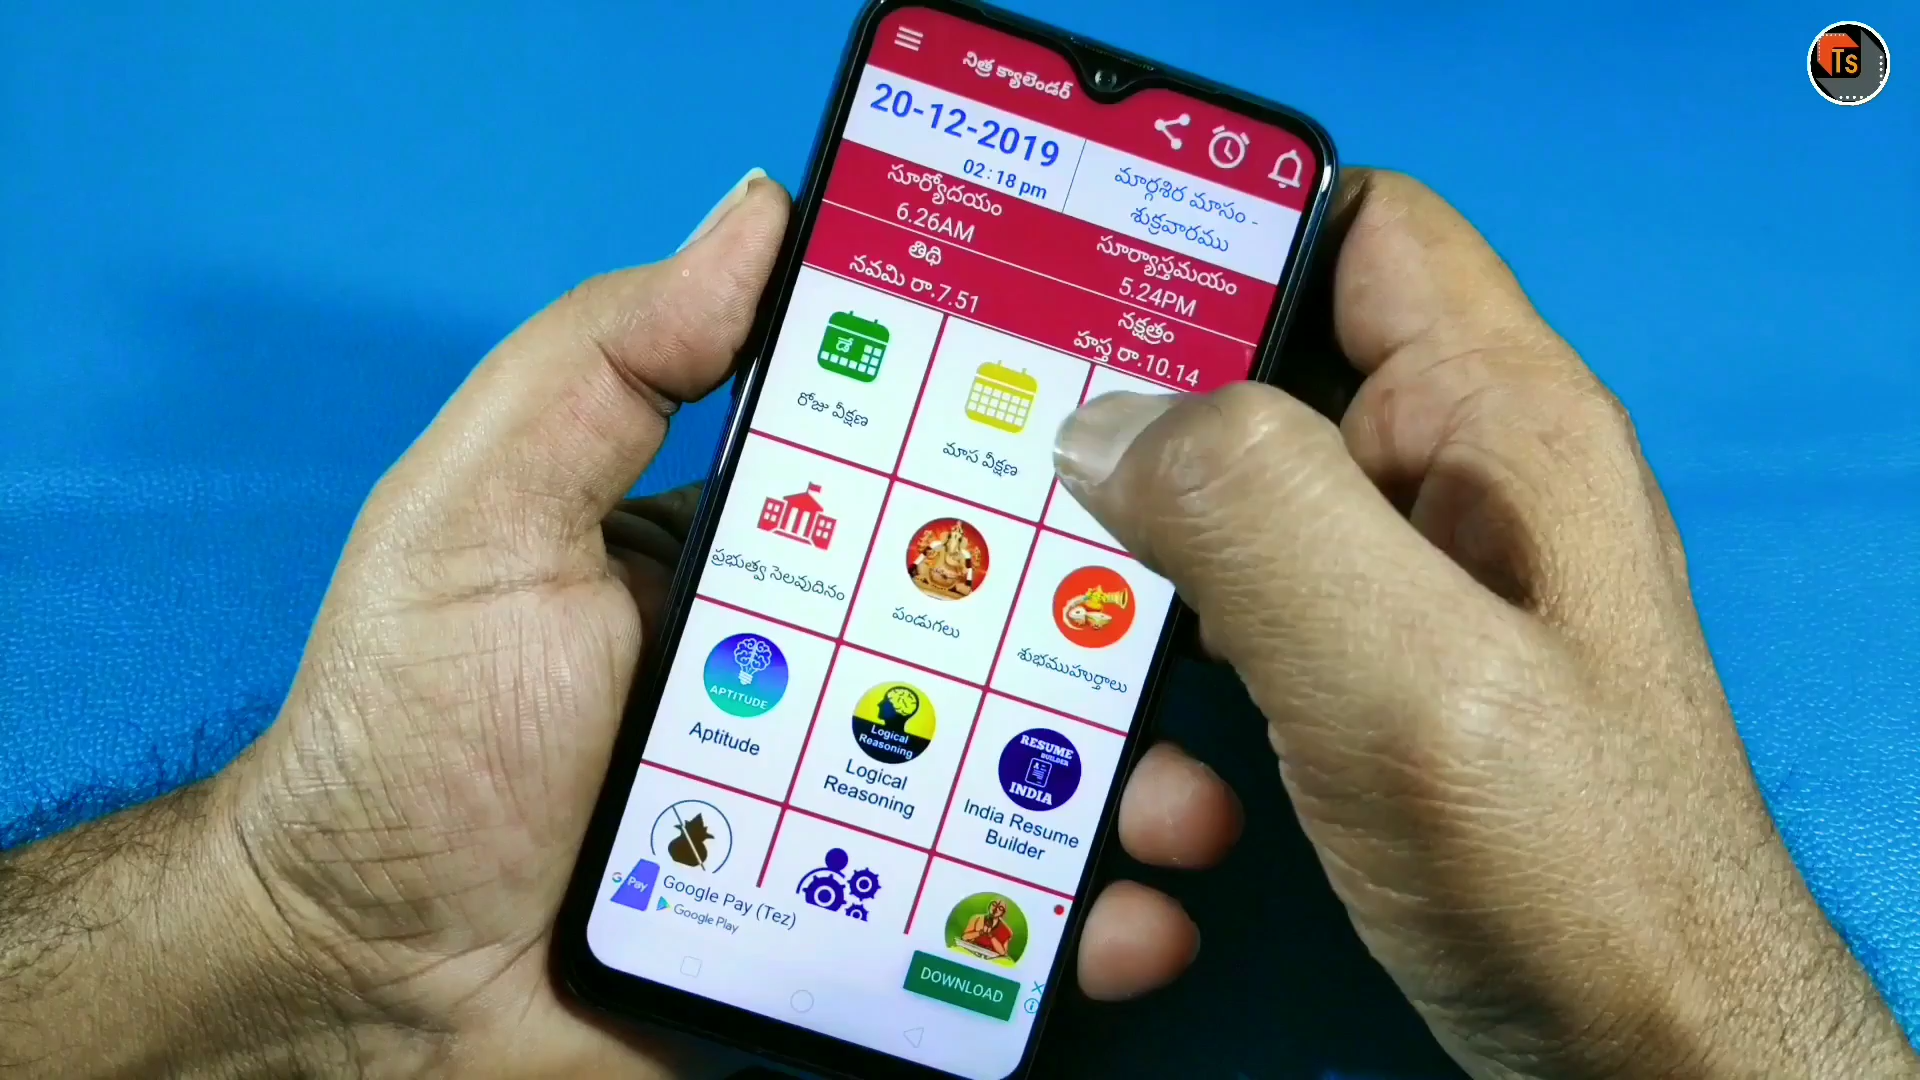 TS
నిత్ర క్యాలెండర్
20-12-2019
02:18 pm
మార్గశిర మాసం -
శుక్రవారము
సూర్యోదయం
6.26AM
సూర్యాస్తమయం
5.24PM
తిథి
నవమి రా.7.51
నక్షత్రం
హస్త రా.10.14
డే
రోజు వీక్షణ
మాస వీక్షణ
ప్రభుత్వ సెలవుదినం
పండుగలు
శుభముహుర్తాలు
APTITUDE
Aptitude
Logical
Reasoning
Logical
Reasoning
RESUME
BUILDER
INDIA
India Resume
Builder
G Pay
Google Pay (Tez)
Google Play
DOWNLOAD